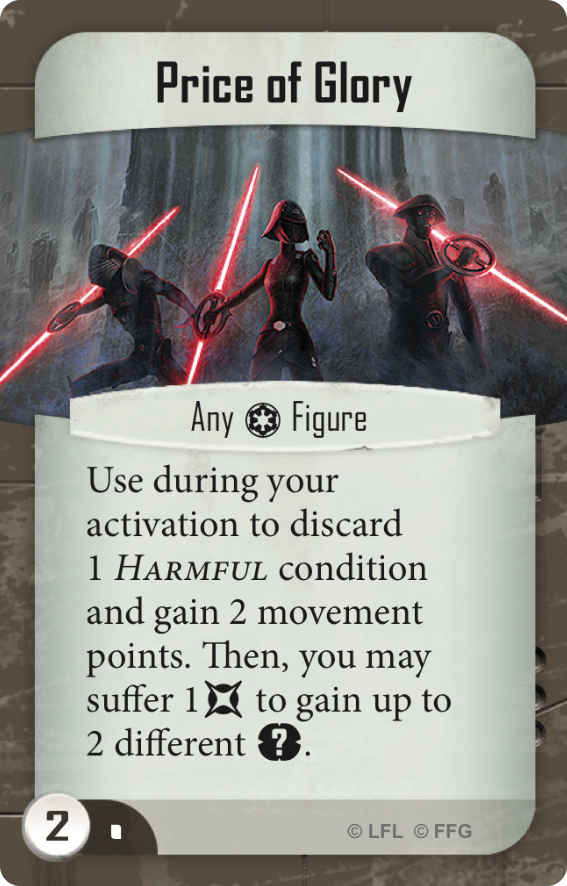 Price of Glory
Any Figure
Use during your
activation to discard
1 HARMFUL condition
and gain 2 movement
points. Then, you may
suffer 1 to gain up to
2 different ?.
2
© LFL © FFG